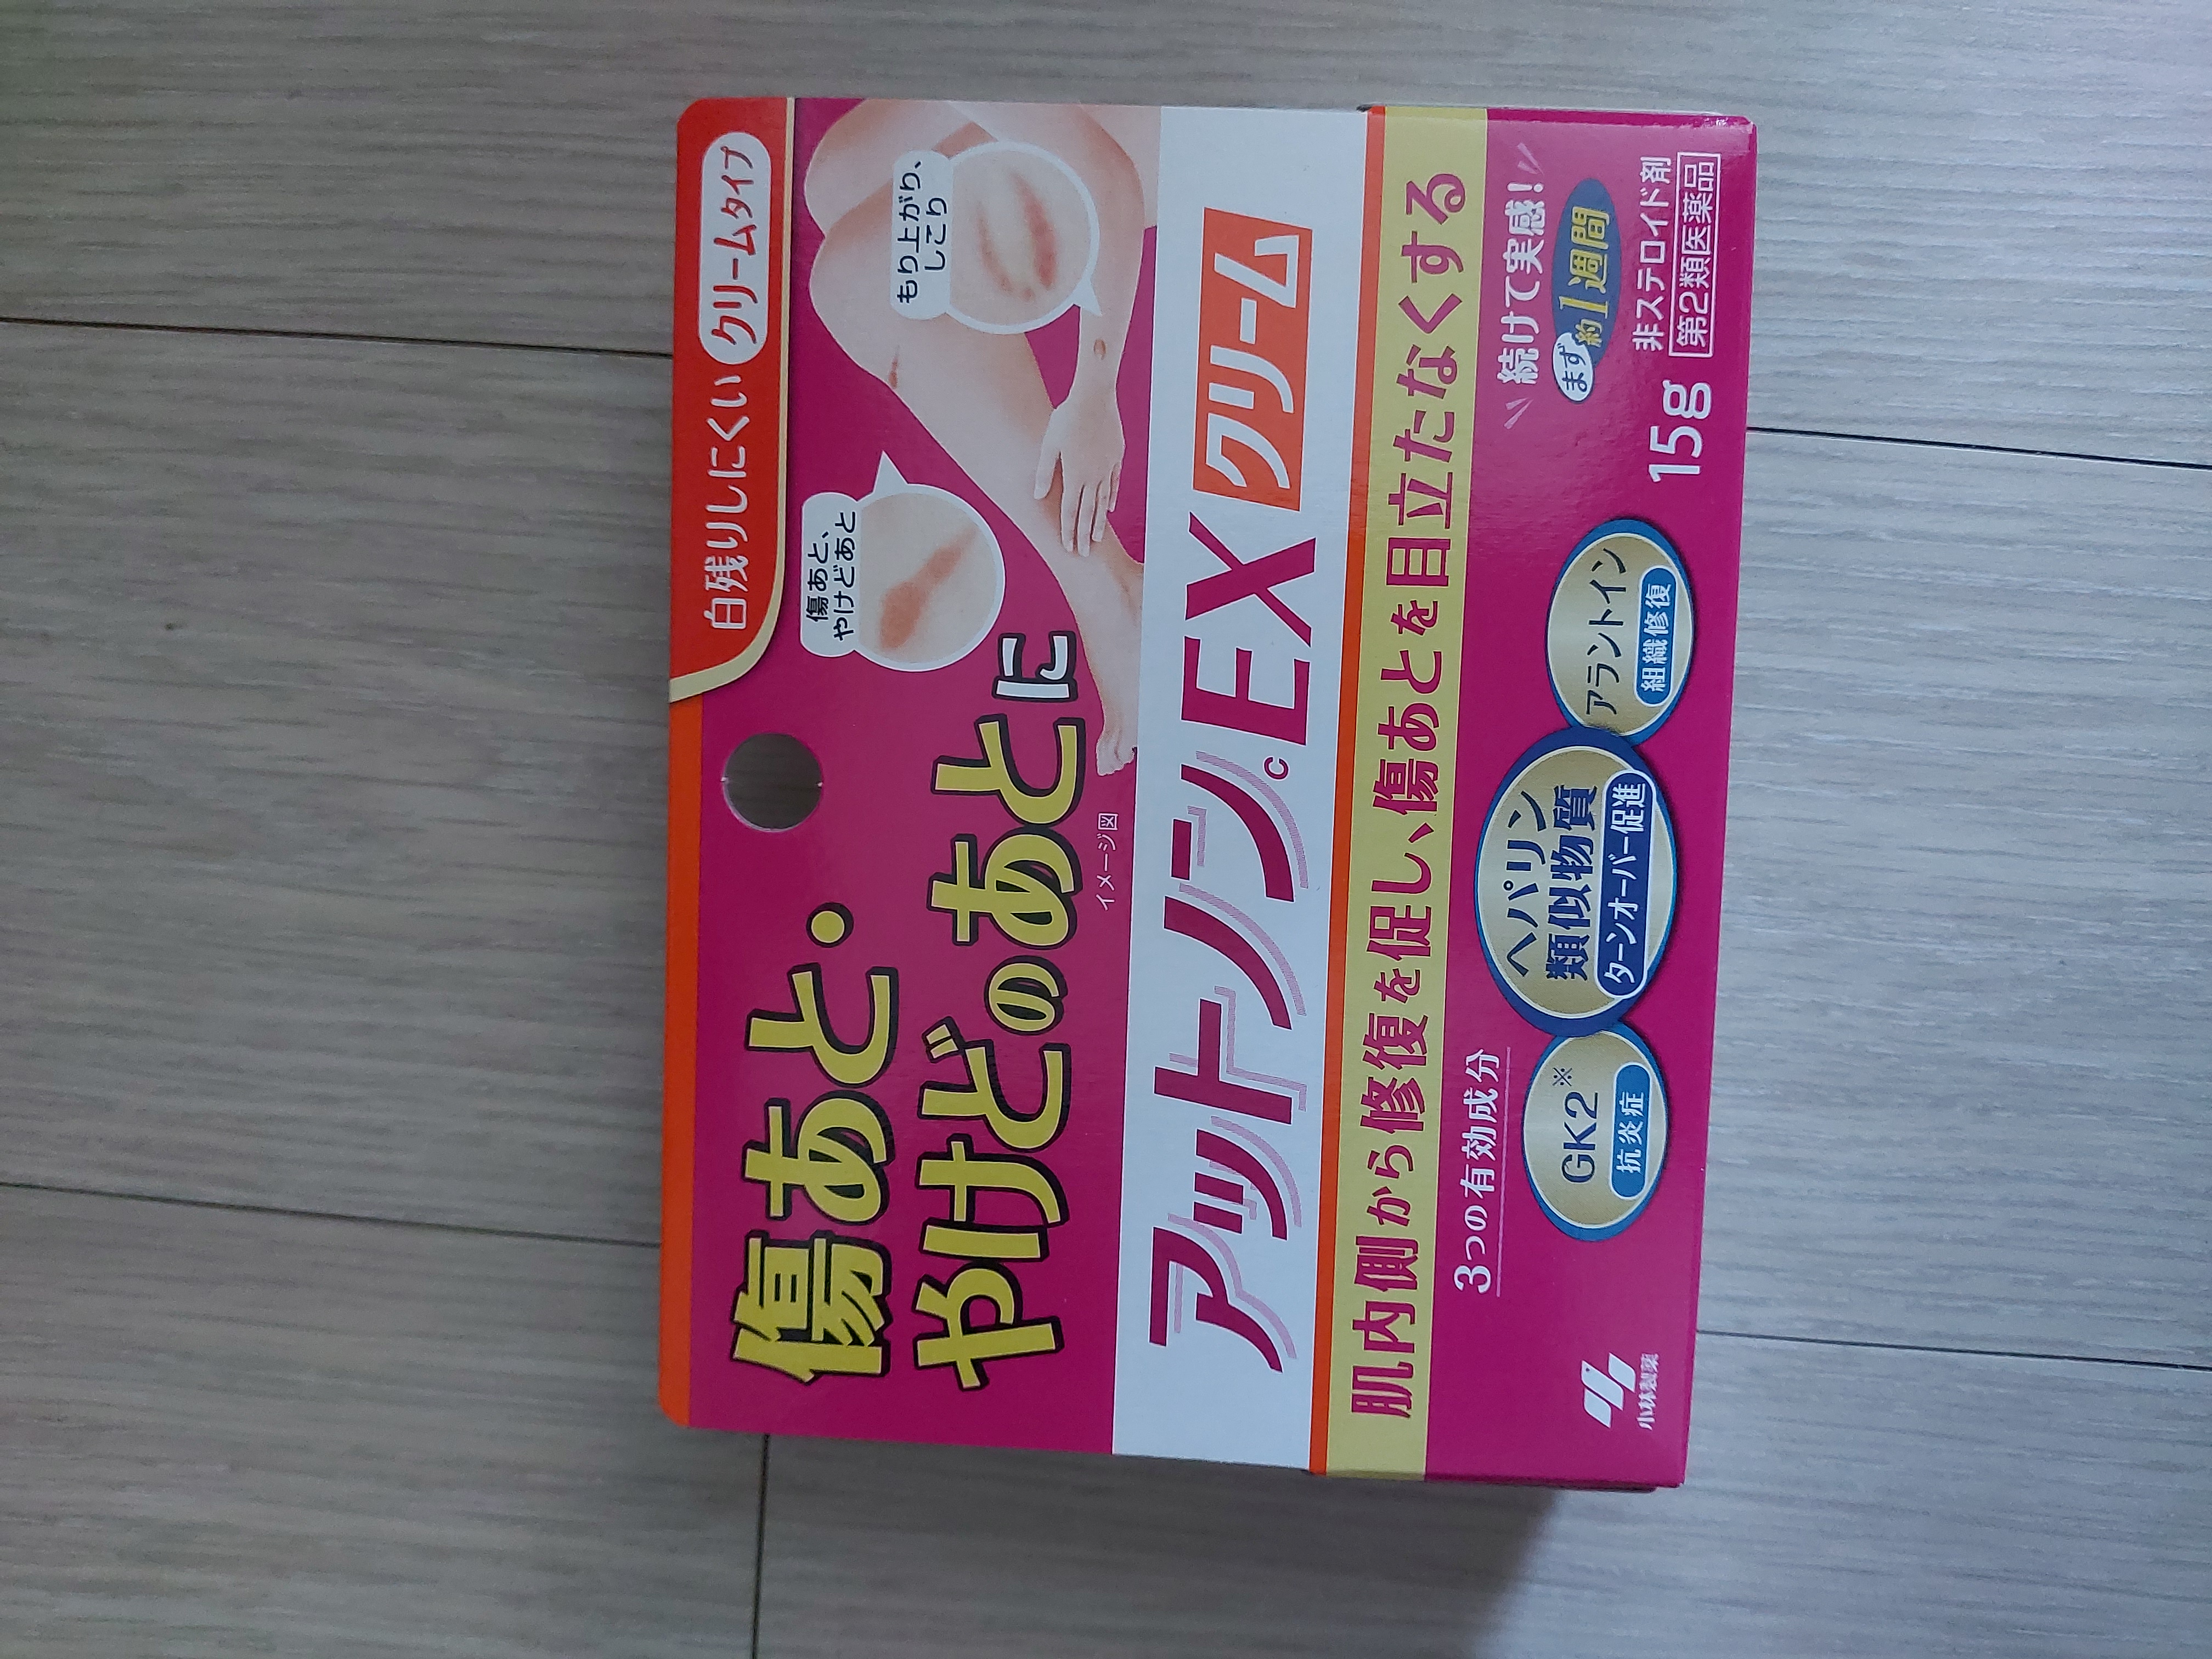 白残りしにくい クリームタイプ
傷あと・
やけどのあとに
傷あと、
やけどあと
もり上がり、
しこり
イメージ図
アットノンEX クリーム
C
肌内側から修復を促し、傷あとを目立たなくする
3つの有効成分
GK2※
抗炎症
ヘパリン
類似物質
ターンオーバー促進
アラントイン
組織修復
続けて実感!
まず約1週間
15g
非ステロイド剤
第2類医薬品
小林製薬